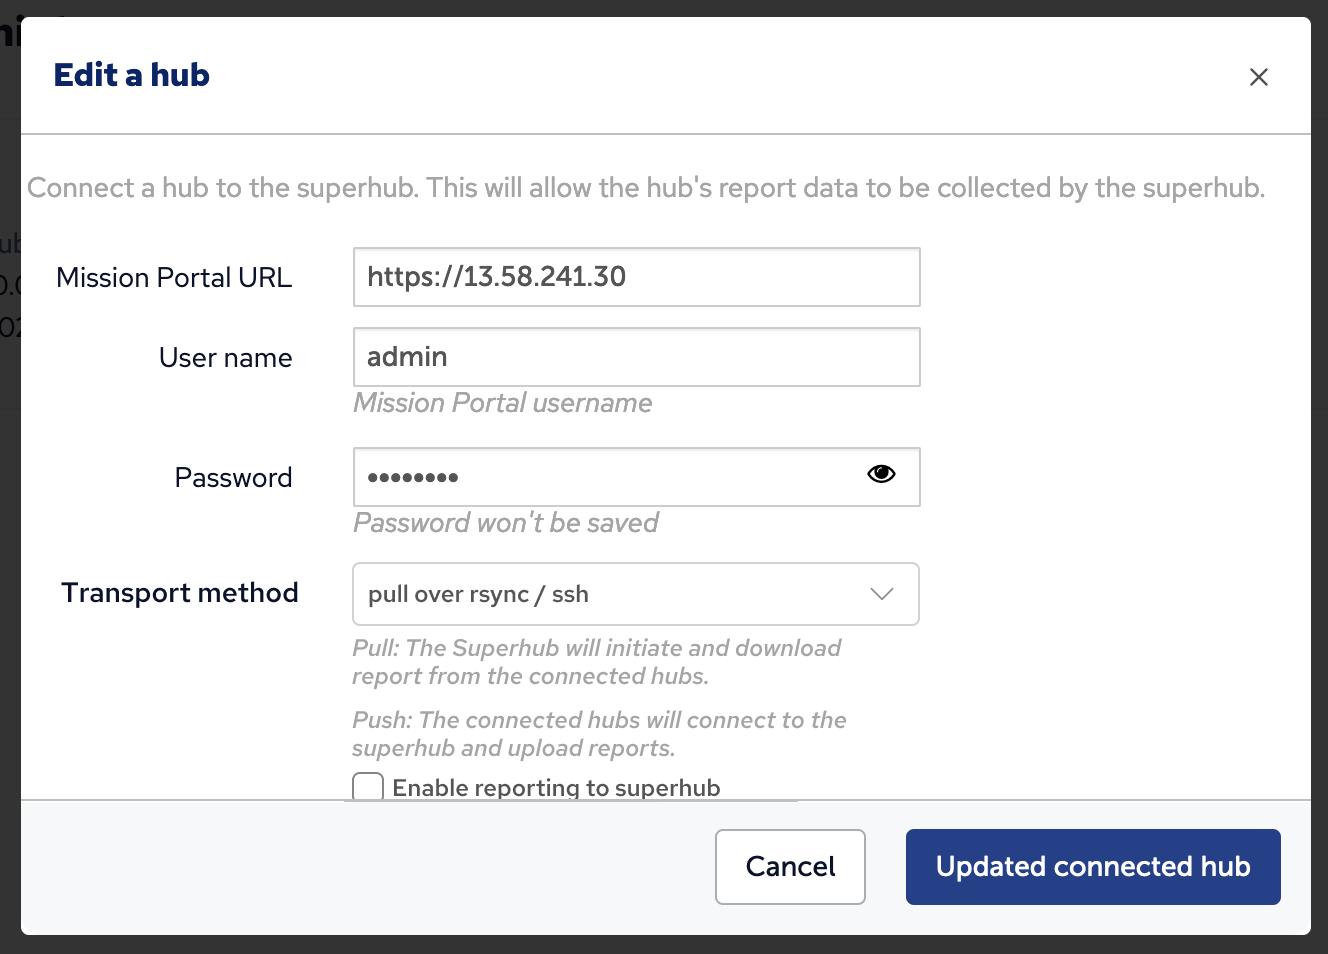 Edit a hub
Connect a hub to the superhub. This will allow the hub's report data to be collected by the superhub.
Mission Portal URL
https://13.58.241.30
User name
admin
Mission Portal username
Password
••••••••
Password won't be saved
Transport method
pull over rsync / ssh
Pull: The Superhub will initiate and download
report from the connected hubs.
Push: The connected hubs will connect to the
superhub and upload reports.
Enable reporting to superhub
Cancel
Updated connected hub